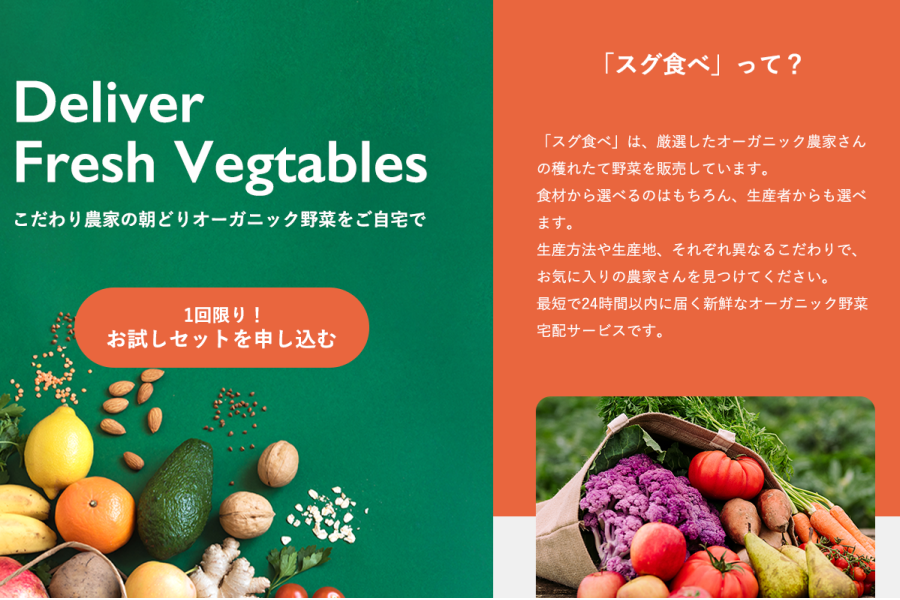 Deliver
Fresh Vegtables
こだわり農家の朝どりオーガニック野菜をご自宅で
1回限り！
お試しセットを申し込む
「スグ食べ」って？
「スグ食べ」は、厳選したオーガニック農家さん
の穫れたて野菜を販売しています。
食材から選べるのはもちろん、生産者からも選べ
ます。
生産方法や生産地、それぞれ異なるこだわりで、
お気に入りの農家さんを見つけてください。
最短で24時間以内に届く新鮮なオーガニック野菜
宅配サービスです。